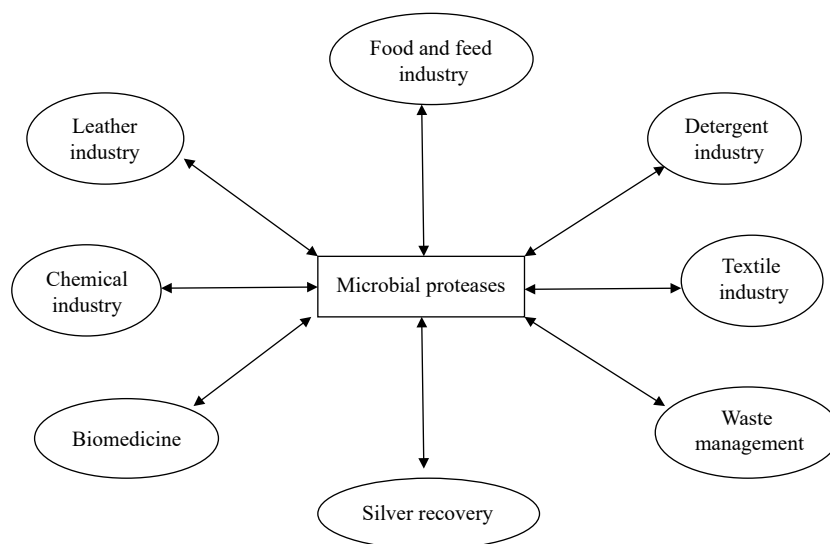 Food and feed
industry
Leather
industry
Detergent
industry
Chemical
industry
Microbial proteases
Textile
industry
Biomedicine
Waste
management
Silver recovery